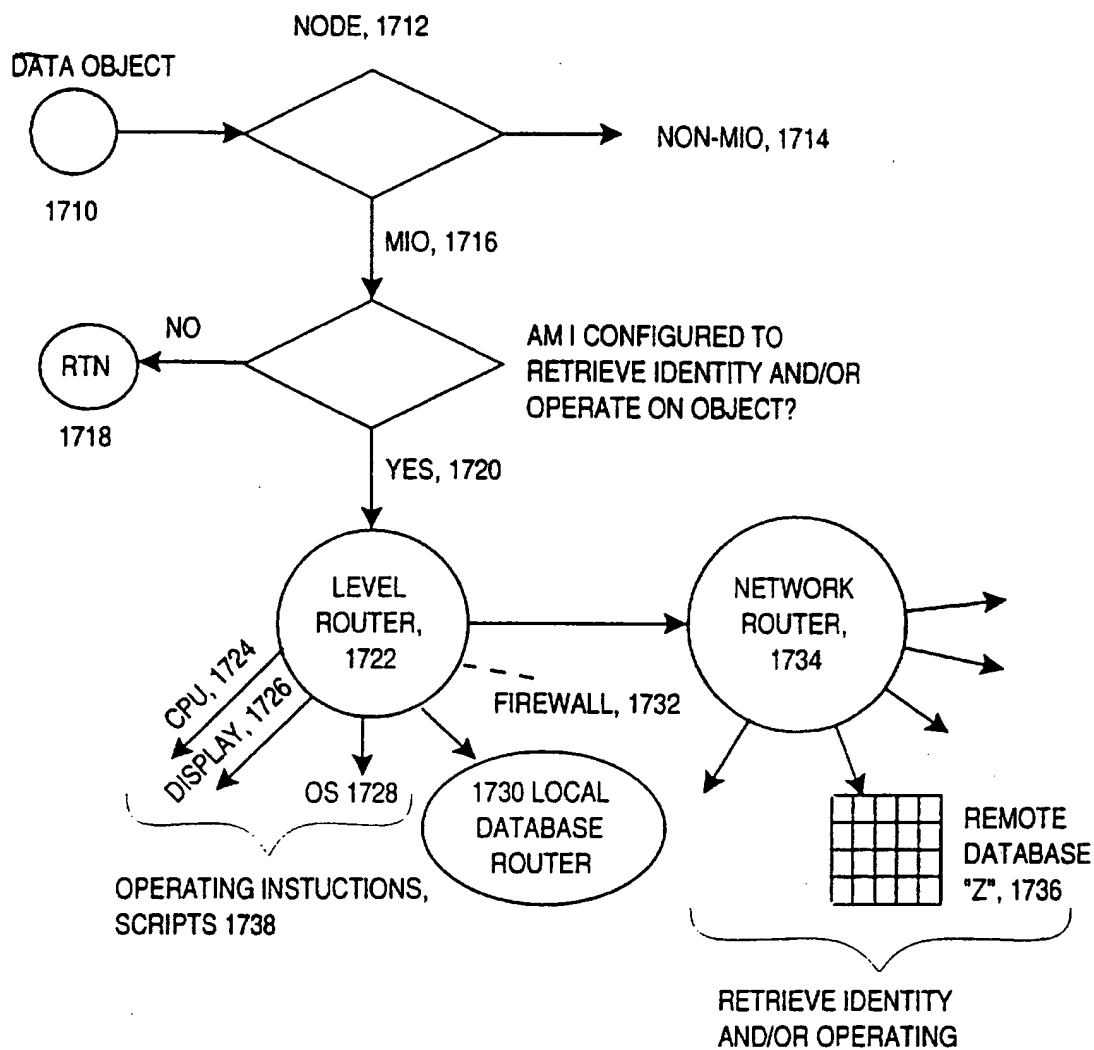 NODE, 1712
DATA OBJECT
NON-MIO, 1714
1710
MIO, 1716
NO
RTN
1718
AM I CONFIGURED TO
RETRIEVE IDENTITY AND/OR
OPERATE ON OBJECT?
YES, 1720
LEVEL
ROUTER,
1722
NETWORK
ROUTER,
1734
CPU, 1724
DISPLAY, 1726
FIREWALL, 1732
OS 1728
1730 LOCAL
DATABASE
ROUTER
REMOTE
DATABASE
"Z", 1736
OPERATING INSTUCTIONS,
SCRIPTS 1738
RETRIEVE IDENTITY
AND/OR OPERATING